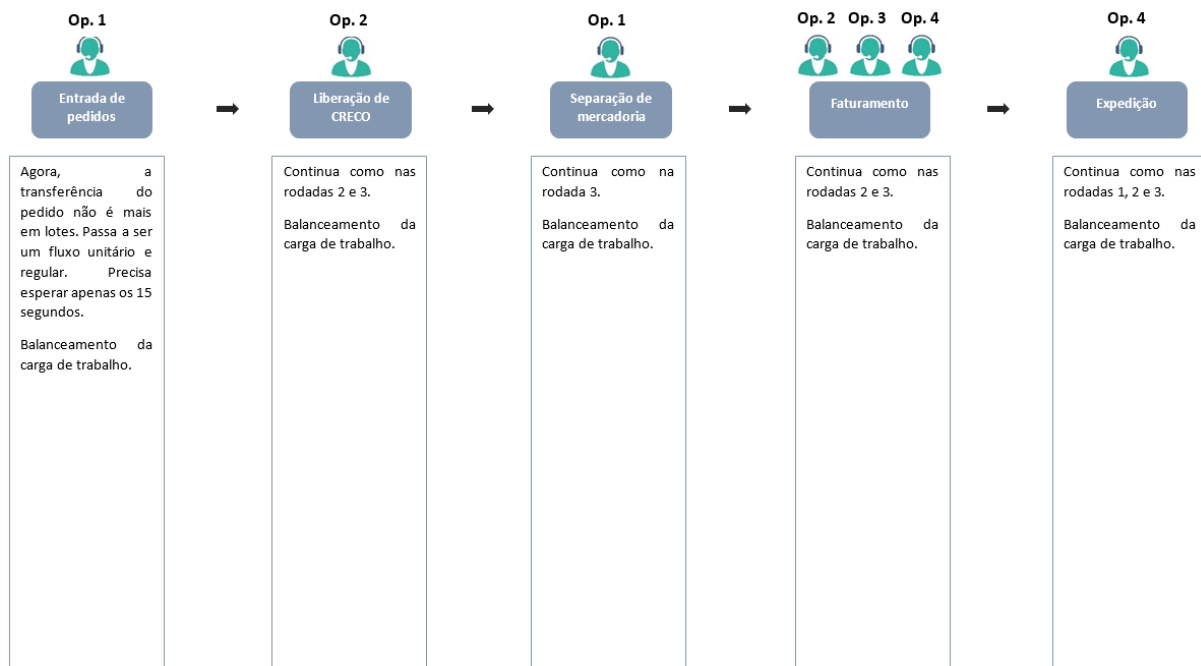 Op. 1
Entrada de
pedidos
Agora, a
transferência do
pedido não é mais
em lotes. Passa a ser
um fluxo unitário e
regular. Precisa
esperar apenas os 15
segundos.
Balanceamento da
carga de trabalho.
Op. 2
Liberação de
CRECO
Continua como nas
rodadas 2 e 3.
Balanceamento da
carga de trabalho.
Op. 1
Separação de
mercadoria
Continua como na
rodada 3.
Balanceamento da
carga de trabalho.
Op. 2 Op. 3 Op. 4
Faturamento
Continua como nas
rodadas 2 e 3.
Balanceamento da
carga de trabalho.
Op. 4
Expedição
Continua como nas
rodadas 1, 2 e 3.
Balanceamento da
carga de trabalho.